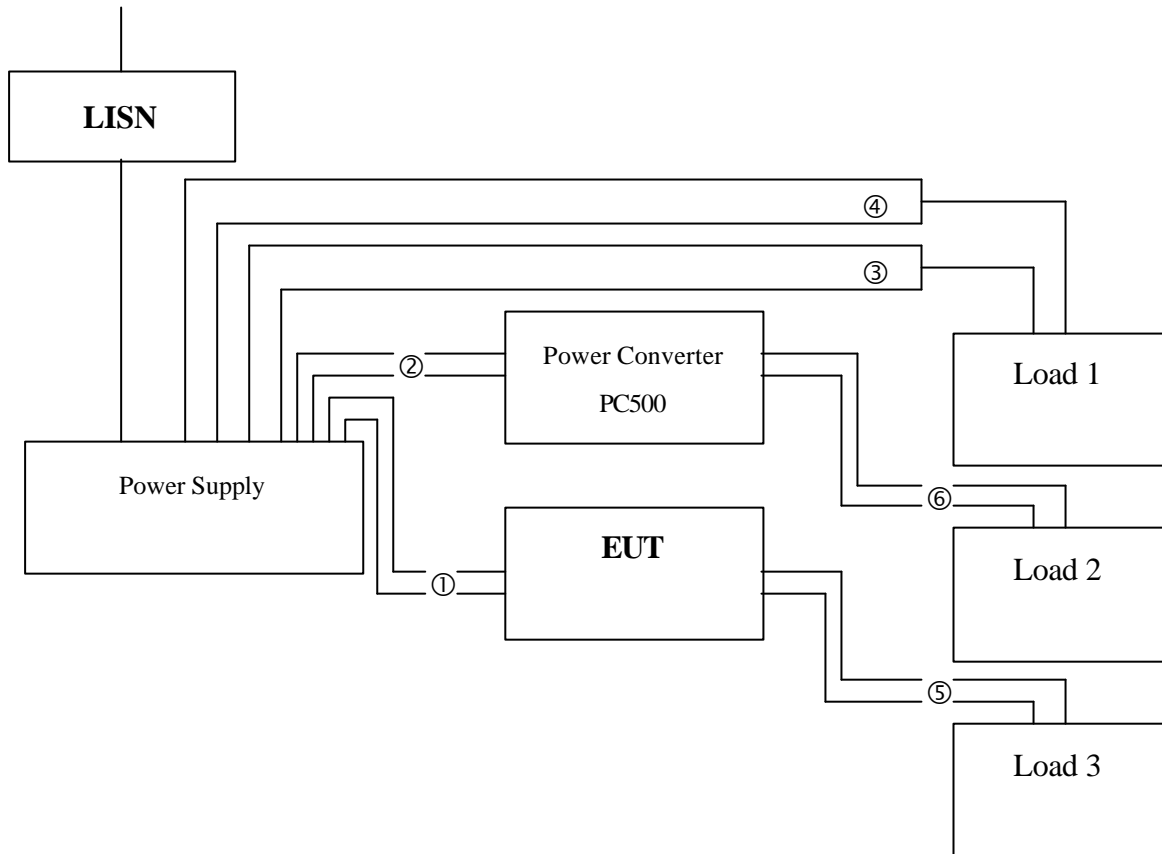 LISN
④
③
②
Power Converter
PC500
Load 1
Power Supply
⑥
EUT
Load 2
①
⑤
Load 3